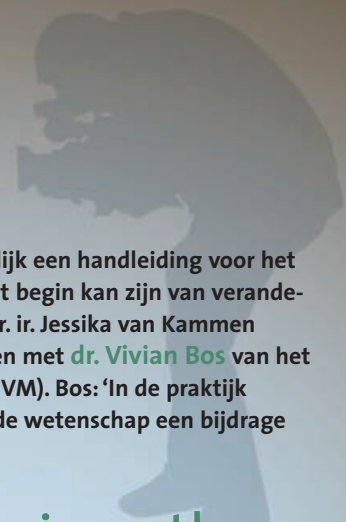 lijk een handleiding voor het
t begin kan zijn van verande-
r. ir. Jessika van Kammen
en met dr. Vivian Bos van het
VM). Bos: ‘In de praktijk
de wetenschap een bijdrage